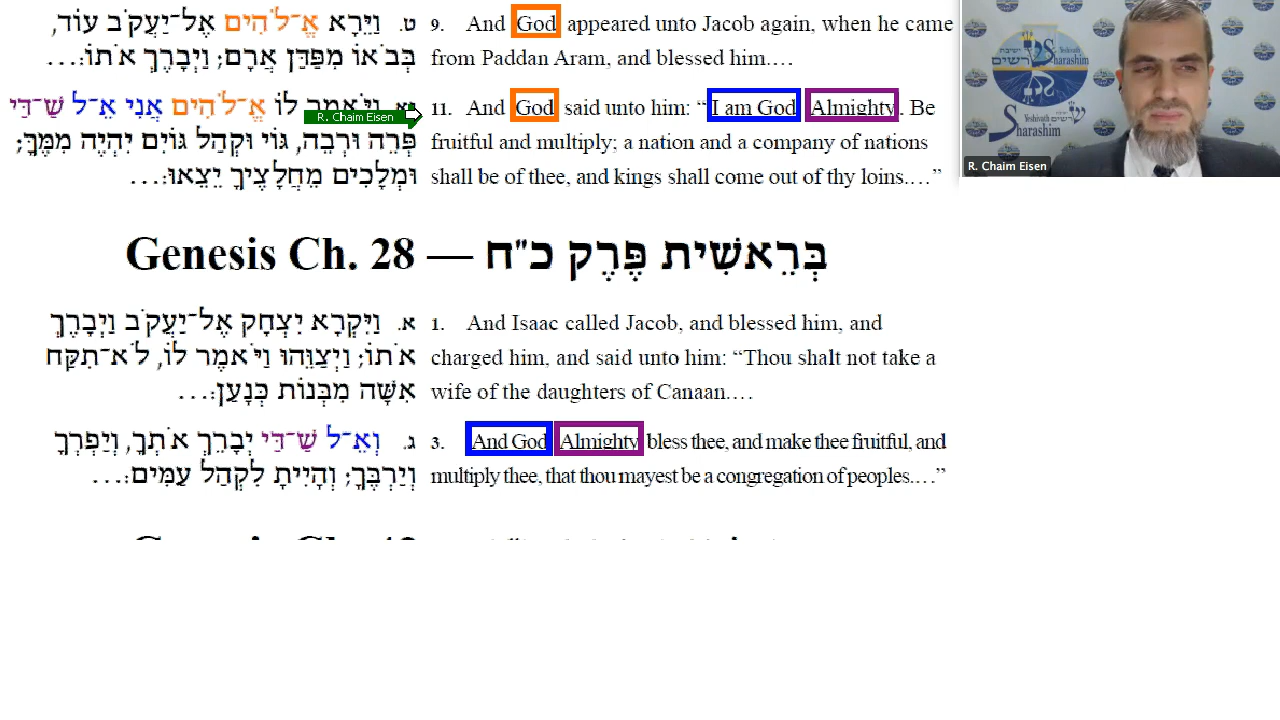 ט. וַיֵּרָא אֱ־לֹהִים אֶל־יַעֲקֹב עוֹד,
בְּבֹאוֹ מִפַּדַּן אֲרָם; וַיְבָרֶךְ אֹתוֹ:…
9. And God appeared unto Jacob again, when he came
from Paddan Aram, and blessed him….
לוֹ אֱ־לֹהִים אֲנִי אֵ־ל שַׁ־דַּי
פְּרֵה וּרְבֵה, גּוֹי וּקְהַל גּוֹיִם יִהְיֶה מִמֶּךָּ;
וּמְלָכִים מֵחֲלָצֶיךָ יֵצֵאוּ:…
R. Chaim Eisen
11. And God said unto him: “I am God Almighty. Be
fruitful and multiply; a nation and a company of nations
shall be of thee, and kings shall come out of thy loins.…”
Genesis Ch. 28 — בְּרֵאשִׁית פֶּרֶק כ"ח
א. וַיִּקְרָא יִצְחָק אֶל־יַעֲקֹב וַיְבָרֶךְ
אֹתוֹ; וַיְצַוֵּהוּ וַיֹּאמֶר לוֹ, לֹא־תִקַּח
אִשָּׁה מִבְּנוֹת כְּנָעַן:…
1. And Isaac called Jacob, and blessed him, and
charged him, and said unto him: “Thou shalt not take a
wife of the daughters of Canaan….
ג. וְאֵ־ל שַׁ־דַּי יְבָרֵךְ אֹתְךָ, וְיַפְרְךָ
וְיַרְבֶּךָ; וְהָיִיתָ לִקְהַל עַמִּים:…
3. And God Almighty bless thee, and make thee fruitful, and
multiply thee, that thou mayest be a congregation of peoples.…”
Yeshivath Sharashim
R. Chaim Eisen